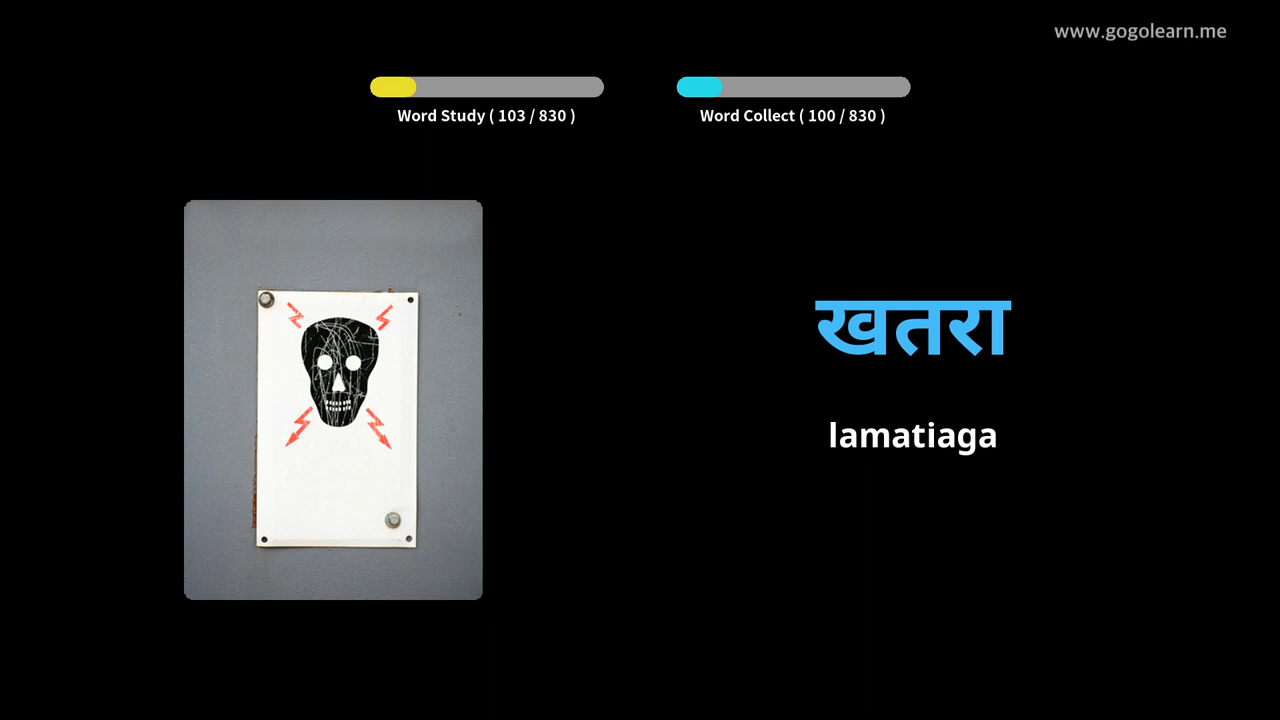 www.gogolearn.me
Word Study ( 103 / 830 )
Word Collect ( 100 / 830 )
खतरा
lamatiaga